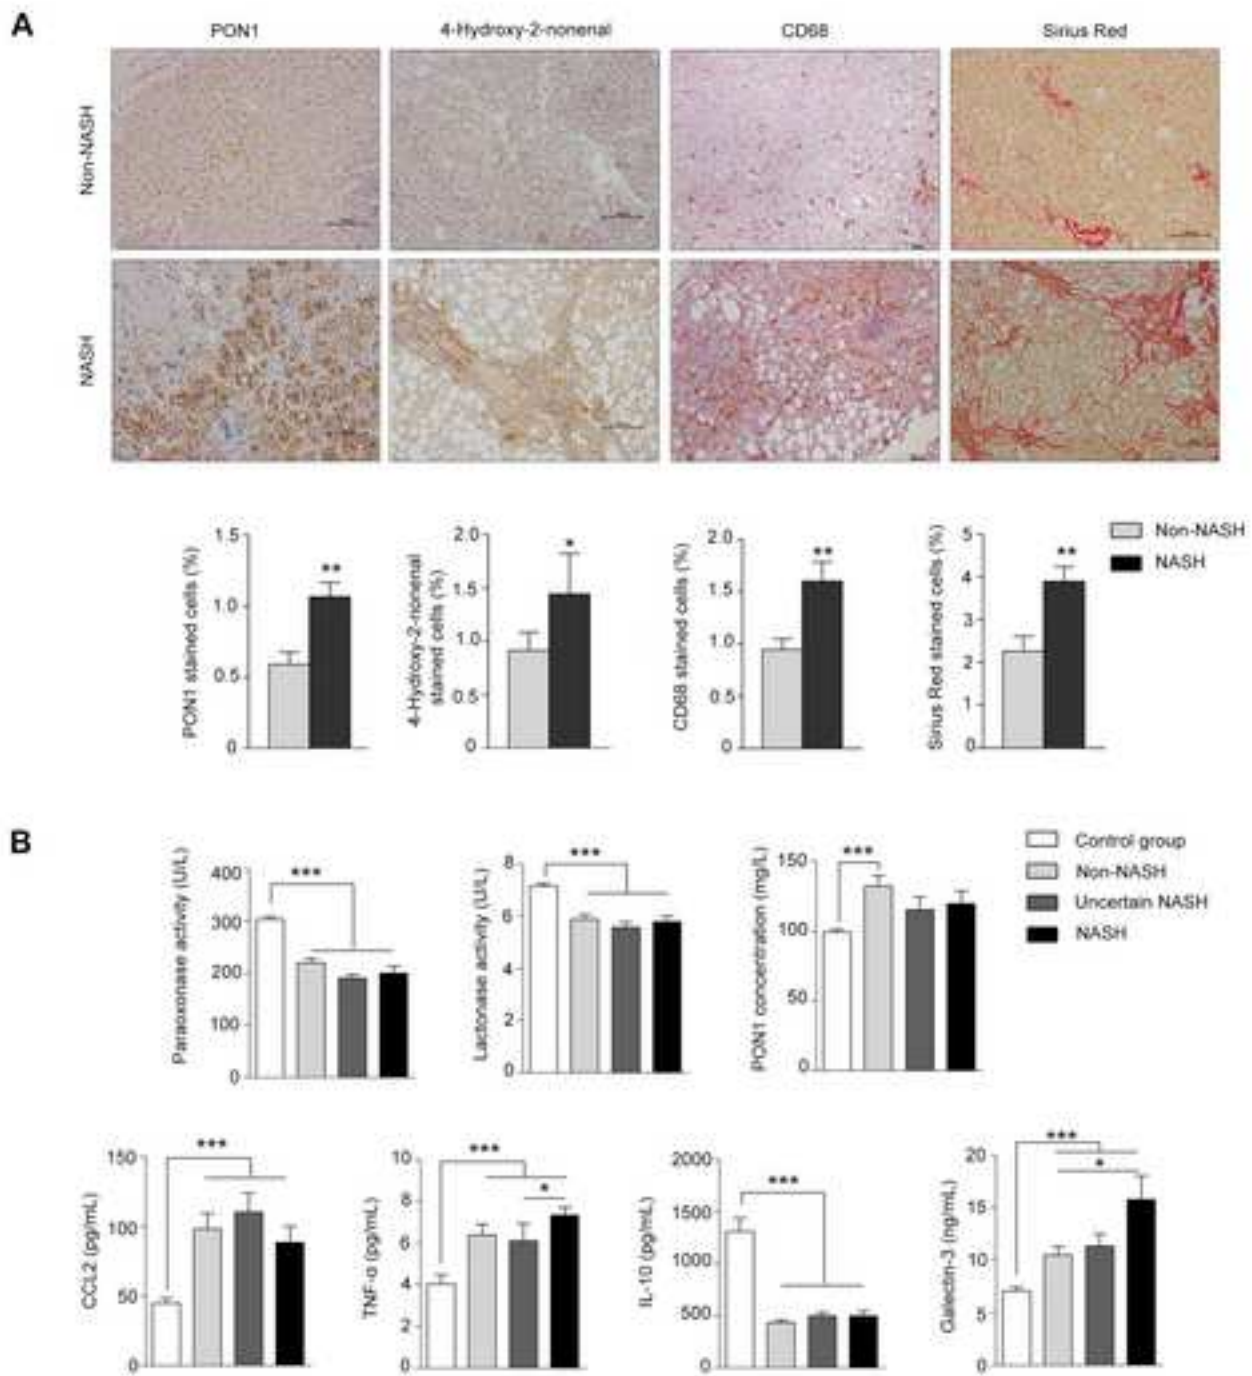 A
PON1
4-Hydroxy-2-nonenal
CD68
Sirius Red
Non-NASH
NASH
PON1 stained cells (%)
1.5
1.0
0.5
0
**
4-Hydroxy-2-nonenal
stained cells (%)
2.0
1.5
1.0
0.5
0
*
CD68 stained cells (%)
2.0
1.5
1.0
0.5
0
**
Sirius Red stained cells (%)
5
4
3
2
1
0
**
Non-NASH
NASH
B
Paraoxonase activity (U/L)
400
300
200
100
0
***
Lactonase activity (U/L)
8
6
4
2
0
***
PON1 concentration (mg/L)
150
100
50
0
***
Control group
Non-NASH
Uncertain NASH
NASH
CCL2 (pg/mL)
150
100
50
0
***
TNF-α (pg/mL)
10
8
6
4
2
0
***
*
IL-10 (pg/mL)
2000
1500
1000
500
0
***
Galectin-3 (ng/mL)
20
15
10
5
0
***
*